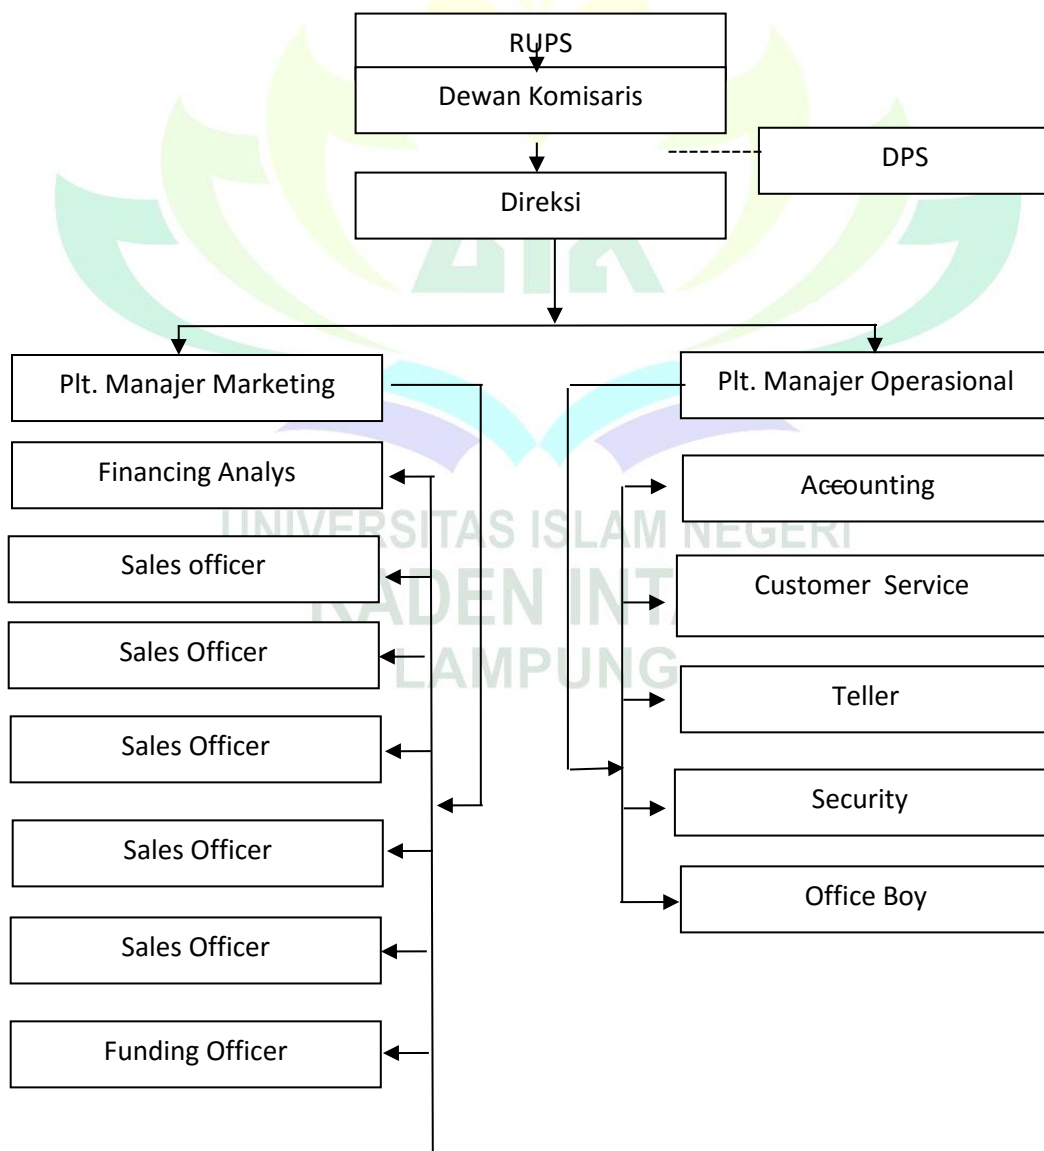 RUPS
Dewan Komisaris
DPS
Direksi
Plt. Manajer Marketing
Plt. Manajer Operasional
Financing Analys
Accounting
Sales officer
Customer Service
Sales Officer
Teller
Sales Officer
Security
Sales Officer
Office Boy
Sales Officer
Funding Officer
UNIVERSITAS ISLAM NEGERI
RADEN INTA
LAMPUNG